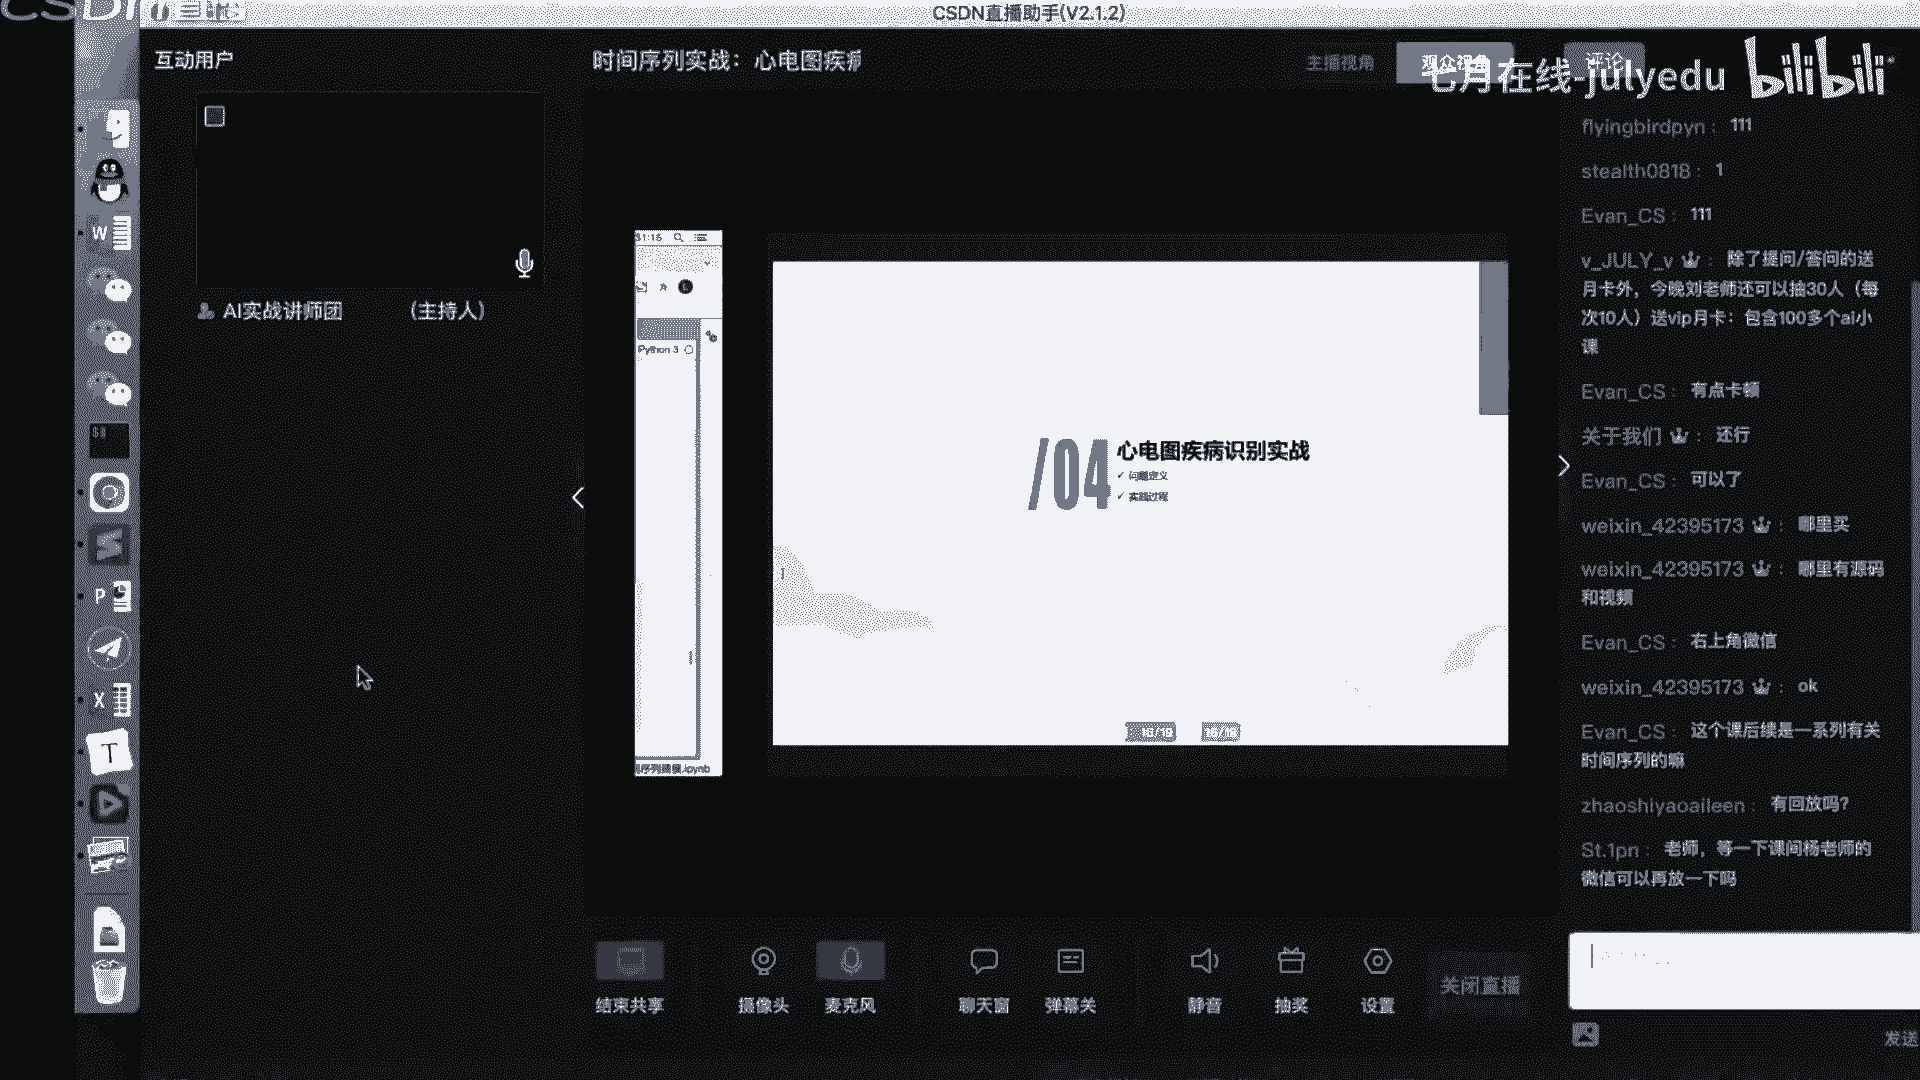 CSDN直播助手(V2.1.2)
互动用户
时间序列实战：心电图疾病
主播视角
观众视角
评论
七月在线-julyedu
bilibili
AI实战讲师团
(主持人)
31:15
Python 3
/04
心电图疾病识别实战
✓ 问题定义
✓ 实践过程
16/19
16/18
flyingbirdpyn： 111
stealth0818： 1
Evan_CS： 111
v_JULY_v ： 除了提问/答问的送
月卡外，今晚刘老师还可以抽30人（每
次10人）送vip月卡：包含100多个ai小
课
Evan_CS： 有点卡顿
关于我们 ： 还行
Evan_CS： 可以了
weixin_42395173 ： 哪里买
weixin_42395173 ： 哪里有源码
和视频
Evan_CS： 右上角微信
weixin_42395173 ： ok
Evan_CS： 这个课后续是一系列有关
时间序列的嘛
zhaoshiyaoaileen： 有回放吗？
St.1pn： 老师，等一下课间杨老师的
微信可以再放一下吗
结束共享
摄像头
麦克风
聊天窗
弹幕关
静音
抽奖
设置
关闭直播
发送